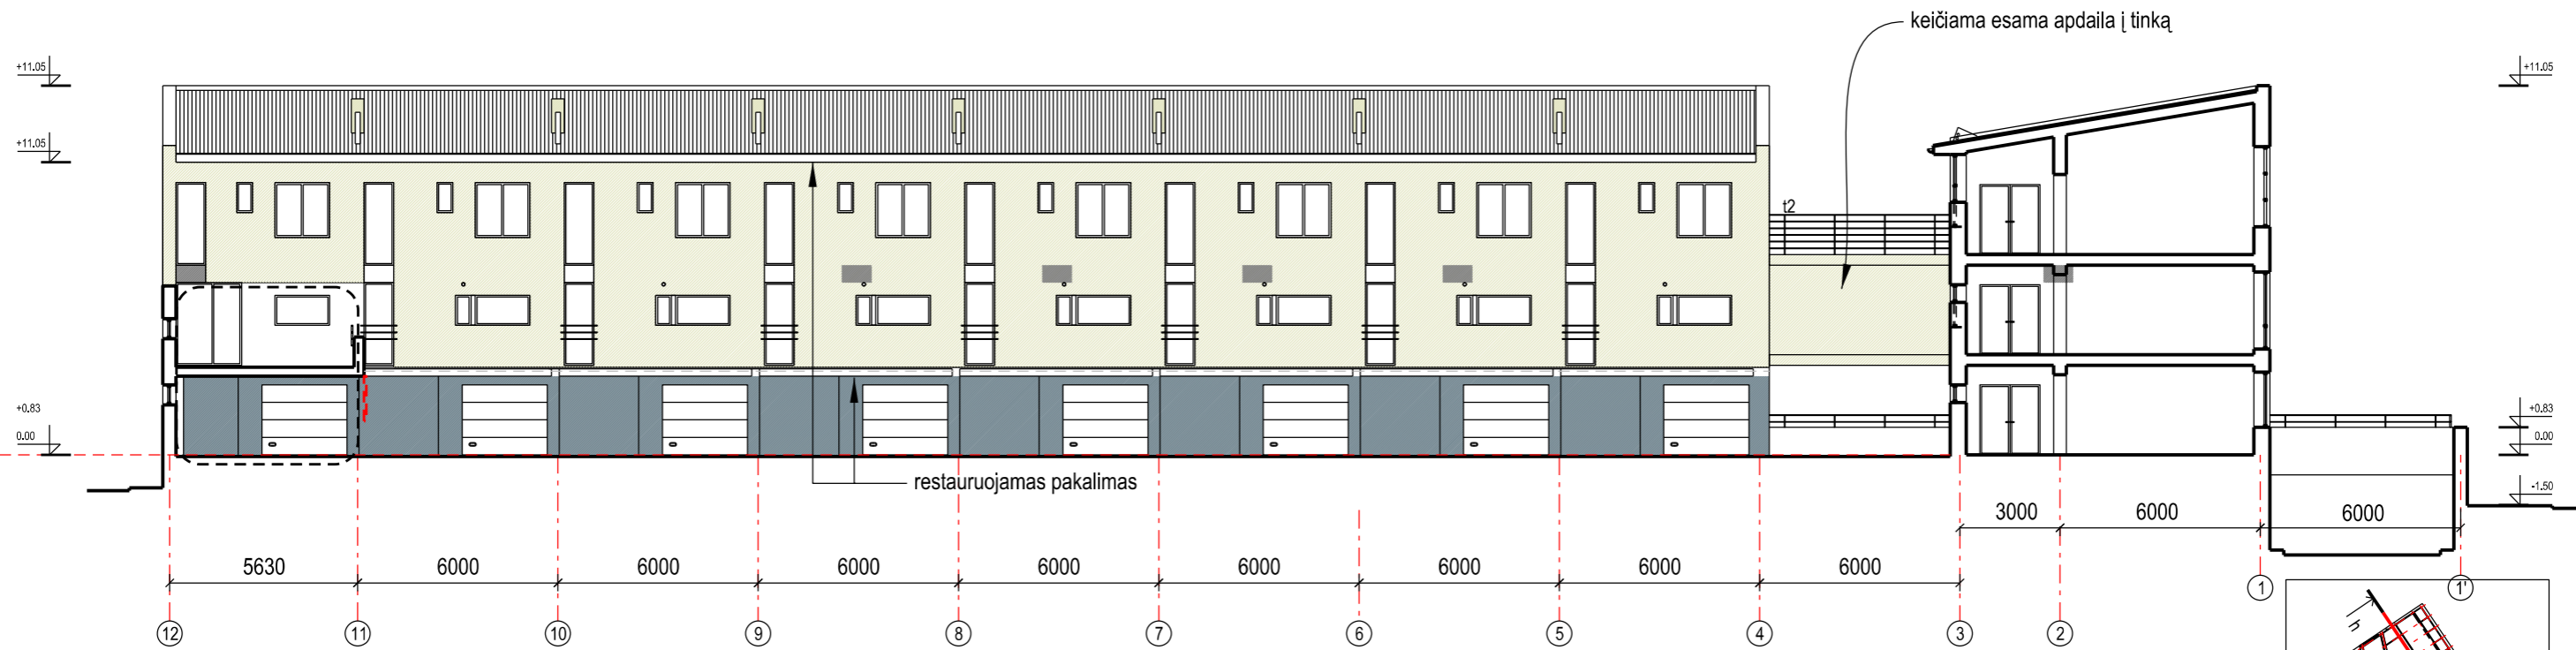 keičiama esama apdaila į tinką
+11.05
+11.05
+11.05
t2
+0.83
0.00
+0.83
0.00
-1.50
restauruojamas pakalimas
3000 6000 6000
5630 6000 6000 6000 6000 6000 6000 6000 6000
1 1'
12 11 10 9 8 7 6 5 4 3 2
h